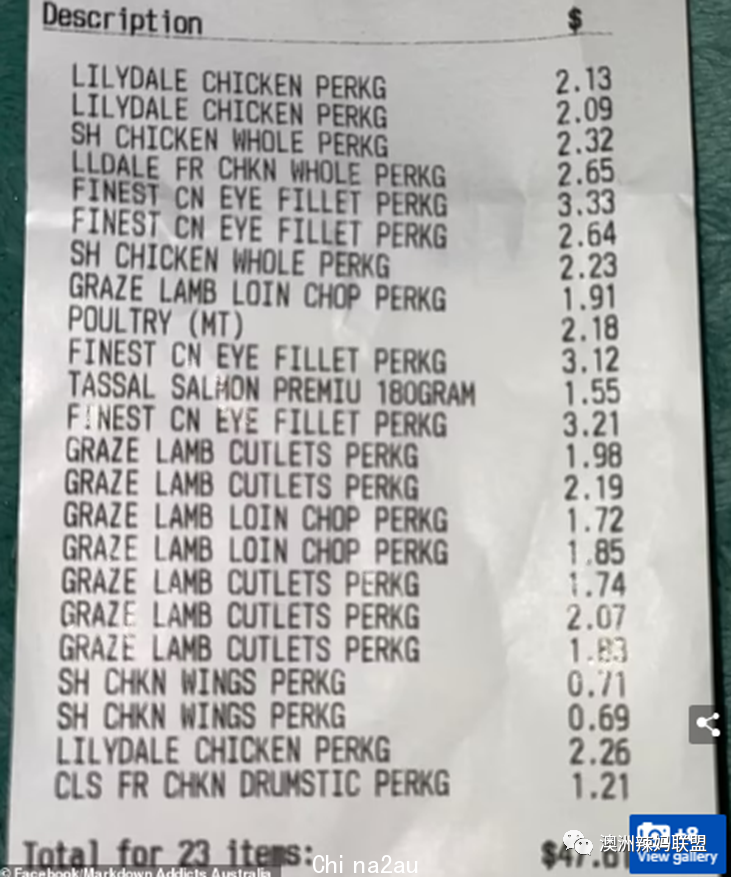 Description $
LILYDALE CHICKEN PERKG 2.13
LILYDALE CHICKEN PERKG 2.09
SH CHICKEN WHOLE PERKG 2.32
LLDALE FR CHKN WHOLE PERKG 2.65
FINEST CN EYE FILLET PERKG 3.33
FINEST CN EYE FILLET PERKG 2.64
SH CHICKEN WHOLE PERKG 2.23
GRAZE LAMB LOIN CHOP PERKG 1.91
POULTRY (MT) 2.18
FINEST CN EYE FILLET PERKG 3.12
TASSAL SALMON PREMIU 180GRAM 1.55
FINEST CN EYE FILLET PERKG 3.21
GRAZE LAMB CUTLETS PERKG 1.98
GRAZE LAMB CUTLETS PERKG 2.19
GRAZE LAMB LOIN CHOP PERKG 1.72
GRAZE LAMB LOIN CHOP PERKG 1.85
GRAZE LAMB CUTLETS PERKG 1.74
GRAZE LAMB CUTLETS PERKG 2.07
GRAZE LAMB CUTLETS PERKG 1.83
SH CHKN WINGS PERKG 0.71
SH CHKN WINGS PERKG 0.69
LILYDALE CHICKEN PERKG 2.26
CLS FR CHKN DRUMSTIC PERKG 1.21
Total for 23 items: $47.61
澳洲辣妈联盟
+8
View gallery
Chi na2au
© Facebook/Markdown Addicts Australia